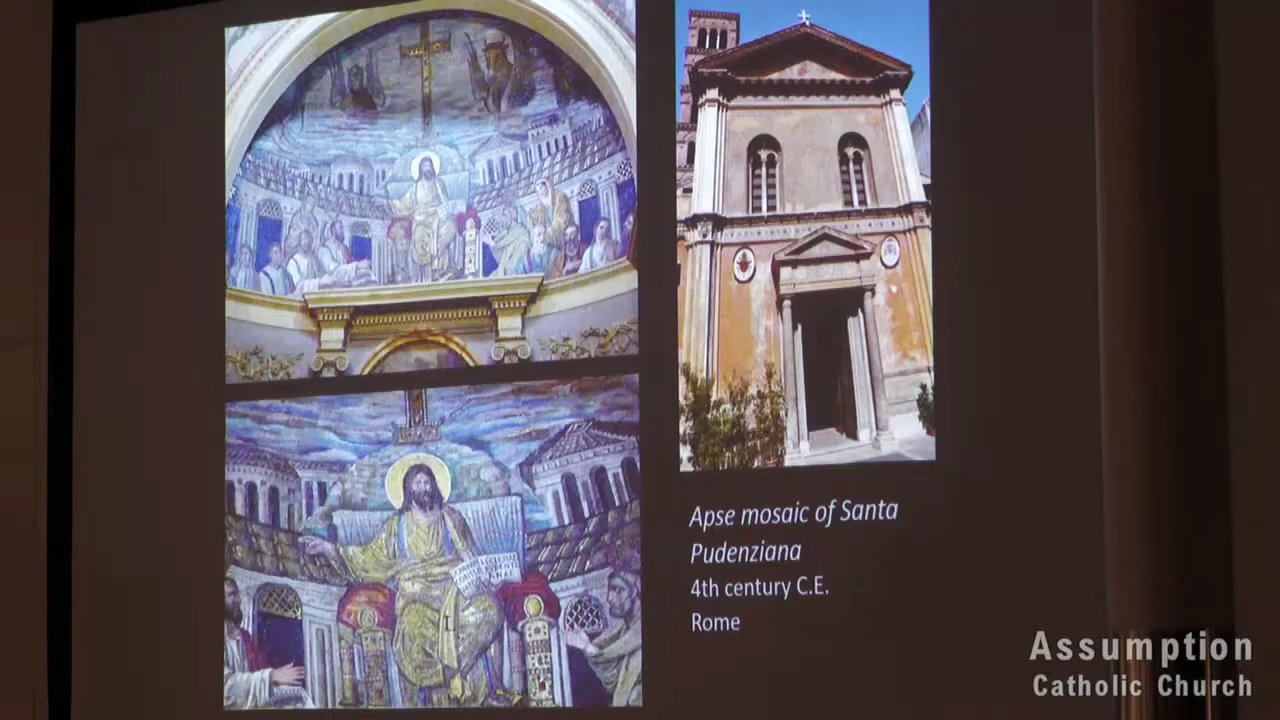 Apse mosaic of Santa
Pudenziana
4th century C.E.
Rome
Assumption
Catholic Church